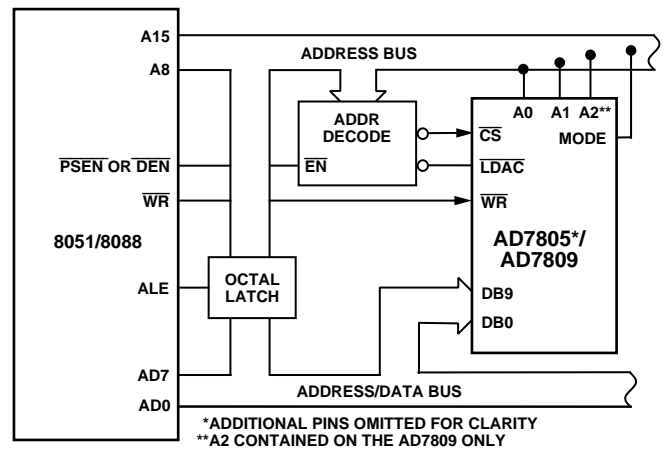 A15
ADDRESS BUS
A8
ADDR
DECODE
A0 A1 A2**
MODE
CS
PSEN OR DEN
EN
LDAC
WR
WR
8051/8088
AD7805*/
AD7809
OCTAL
LATCH
ALE
DB9
DB0
AD7
ADDRESS/DATA BUS
AD0
*ADDITIONAL PINS OMITTED FOR CLARITY
**A2 CONTAINED ON THE AD7809 ONLY